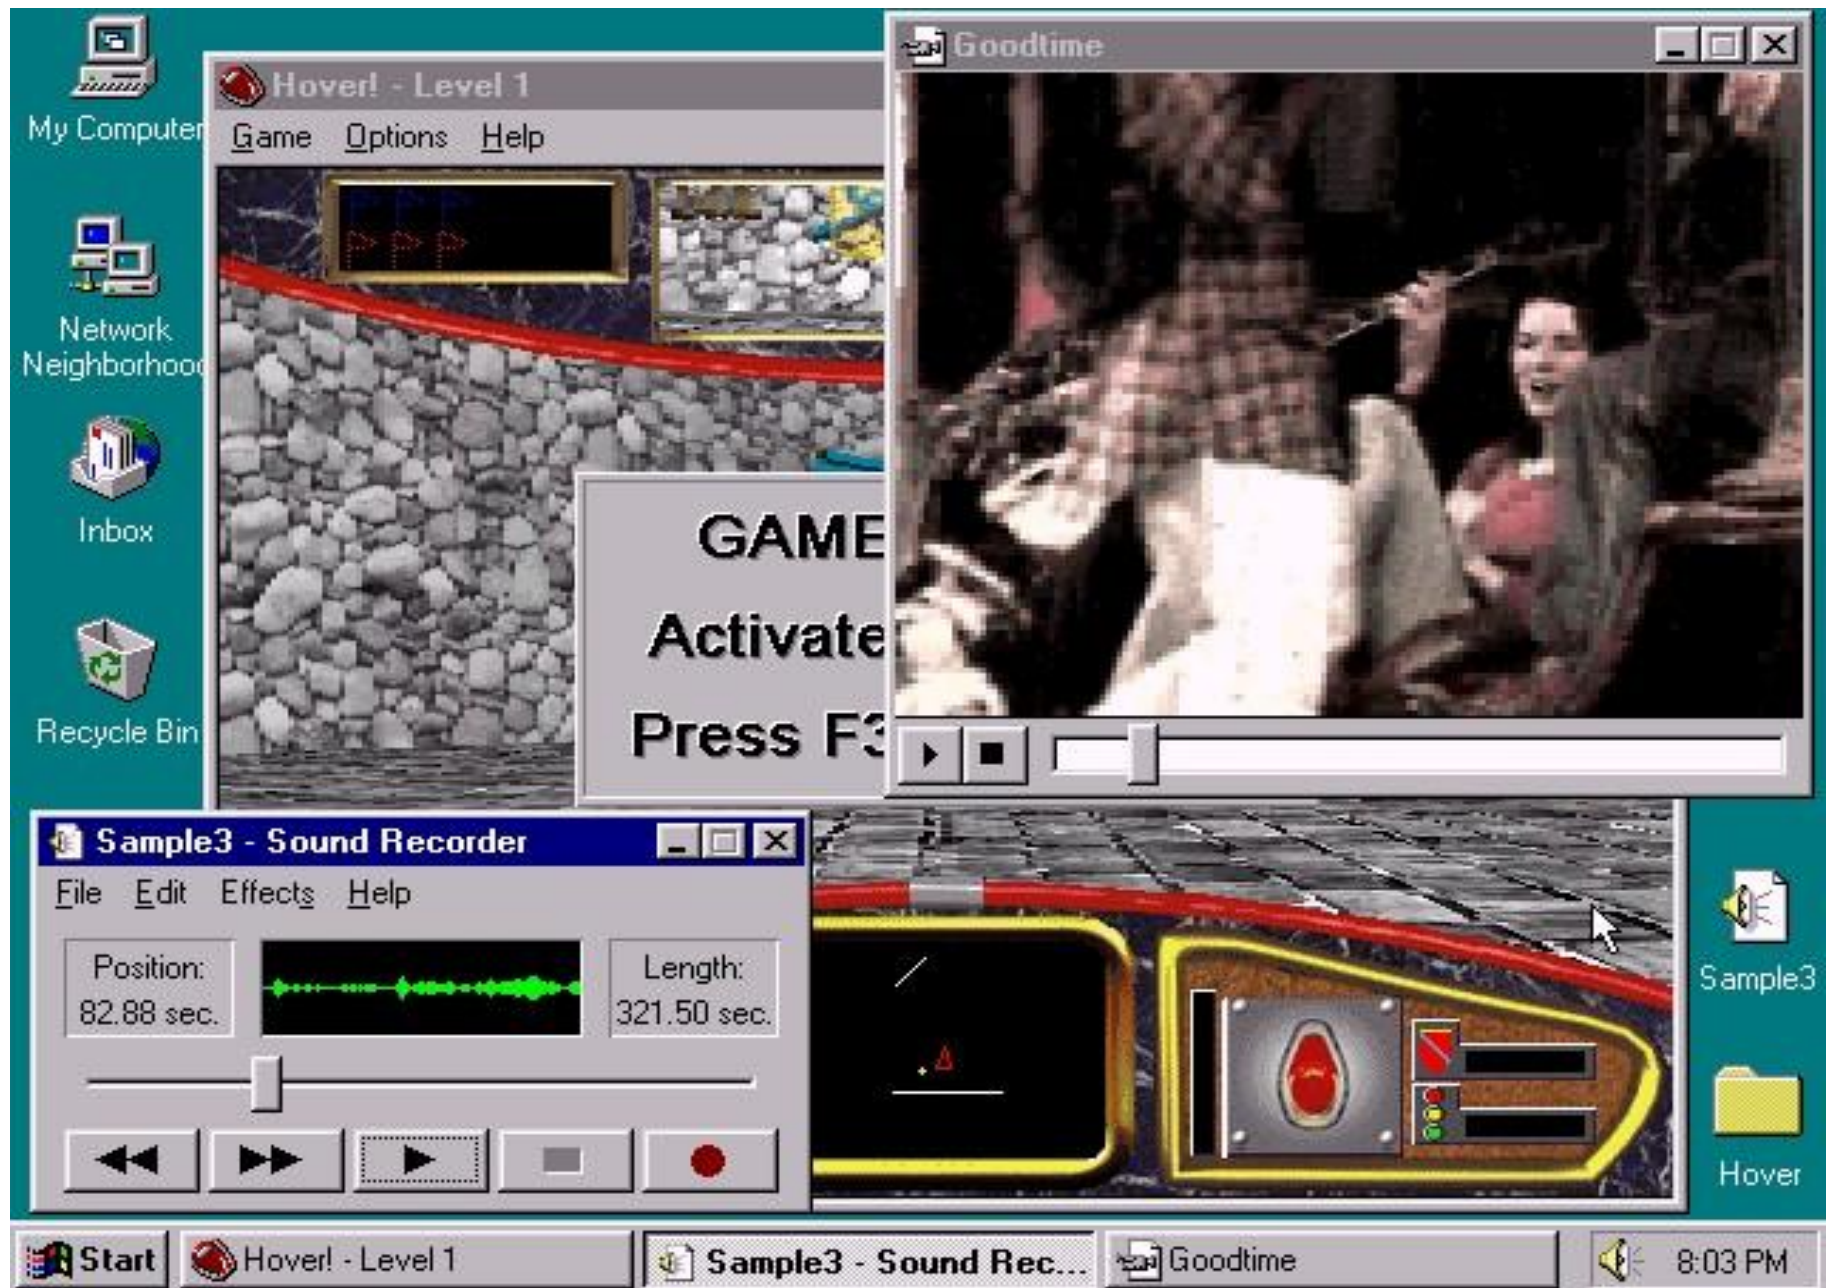 My Computer
Network
Neighborhood
Inbox
Recycle Bin
Hover! - Level 1
Game Options Help
GAME
Activate
Press F3
Goodtime
Sample3 - Sound Recorder
File Edit Effects Help
Position:
82.88 sec.
Length:
321.50 sec.
Sample3
Hover
Start
Hover! - Level 1
Sample3 - Sound Rec...
Goodtime
8:03 PM